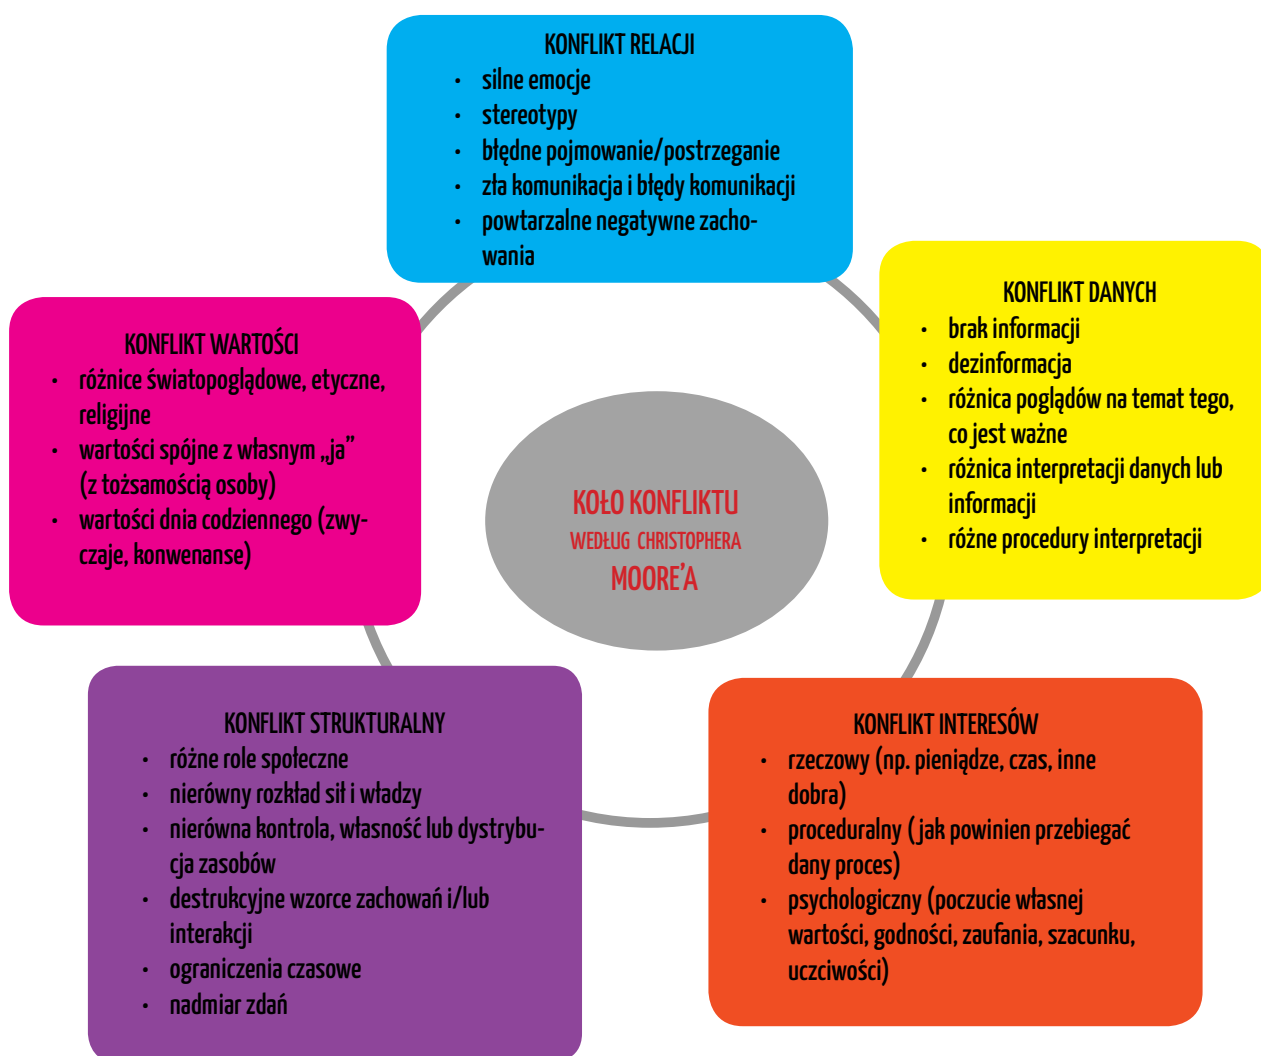 KONFLIKT RELACJI
• silne emocje
• stereotypy
• błędne pojmowanie/postrzeganie
• zła komunikacja i błędy komunikacji
• powtarzalne negatywne zacho-
wania
KONFLIKT DANYCH
• brak informacji
• dezinformacja
• różnica poglądów na temat tego,
co jest ważne
• różnica interpretacji danych lub
informacji
• różne procedury interpretacji
KONFLIKT WARTOŚCI
• różnice światopoglądowe, etyczne,
religijne
• wartości spójne z własnym „ja”
(z tożsamością osoby)
• wartości dnia codziennego (zwy-
czaje, konwenanse)
KOŁO KONFLIKTU
WEDŁUG CHRISTOPHERA
MOORE’A
KONFLIKT STRUKTURALNY
• różne role społeczne
• nierówny rozkład sił i władzy
• nierówna kontrola, własność lub dystrybu-
cja zasobów
• destrukcyjne wzorce zachowań i/lub
interakcji
• ograniczenia czasowe
• nadmiar zdań
KONFLIKT INTERESÓW
• rzeczowy (np. pieniądze, czas, inne
dobra)
• proceduralny (jak powinien przebiegać
dany proces)
• psychologiczny (poczucie własnej
wartości, godności, zaufania, szacunku,
uczciwości)